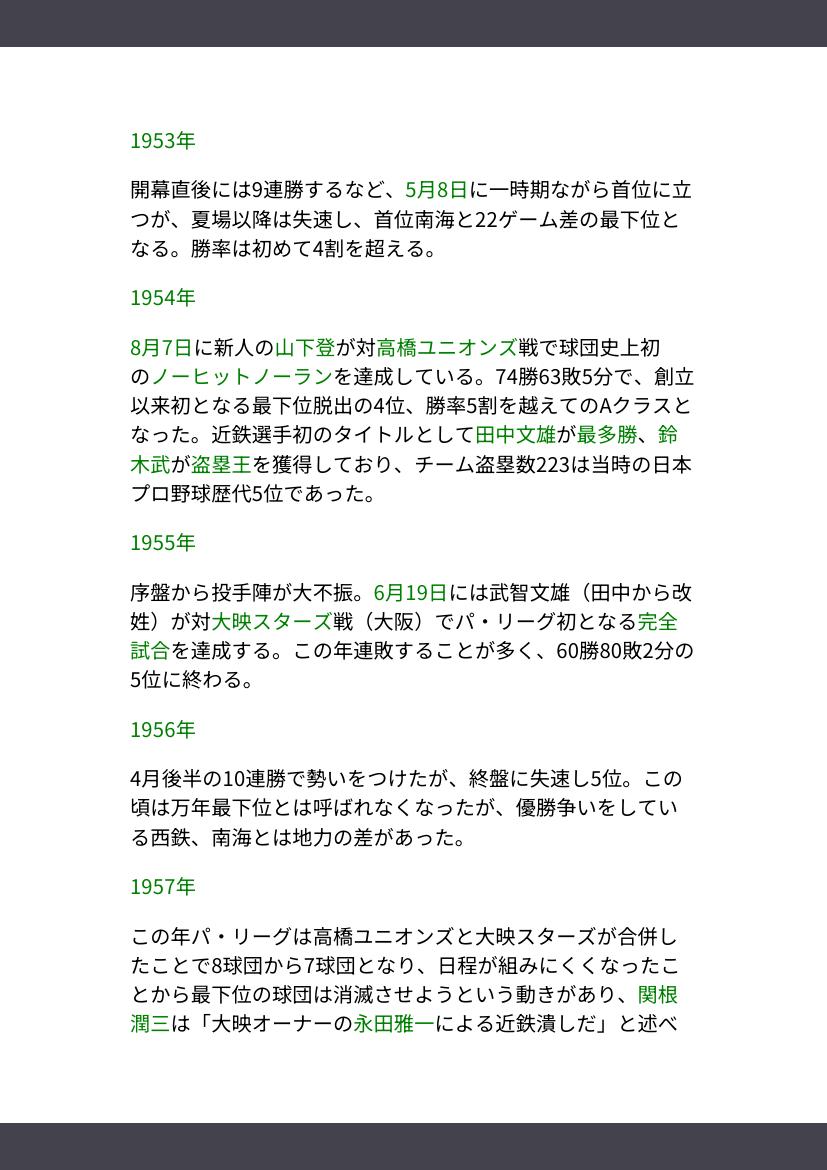 1953年
開幕直後には9連勝するなど、5月8日に一時期ながら首位に立
つが、夏場以降は失速し、首位南海と22ゲーム差の最下位と
なる。勝率は初めて4割を超える。
1954年
8月7日に新人の山下登が対高橋ユニオンズ戦で球団史上初
のノーヒットノーランを達成している。74勝63敗5分で、創立
以来初となる最下位脱出の4位、勝率5割を越えてのAクラスと
なった。近鉄選手初のタイトルとして田中文雄が最多勝、鈴
木武が盗塁王を獲得しており、チーム盗塁数223は当時の日本
プロ野球歴代5位であった。
1955年
序盤から投手陣が大不振。6月19日には武智文雄（田中から改
姓）が対大映スターズ戦（大阪）でパ・リーグ初となる完全
試合を達成する。この年連敗することが多く、60勝80敗2分の
5位に終わる。
1956年
4月後半の10連勝で勢いをつけたが、終盤に失速し5位。この
頃は万年最下位とは呼ばれなくなったが、優勝争いをしてい
る西鉄、南海とは地力の差があった。
1957年
この年パ・リーグは高橋ユニオンズと大映スターズが合併し
たことで8球団から7球団となり、日程が組みにくくなったこ
とから最下位の球団は消滅させようという動きがあり、関根
潤三は「大映オーナーの永田雅一による近鉄潰しだ」と述べ